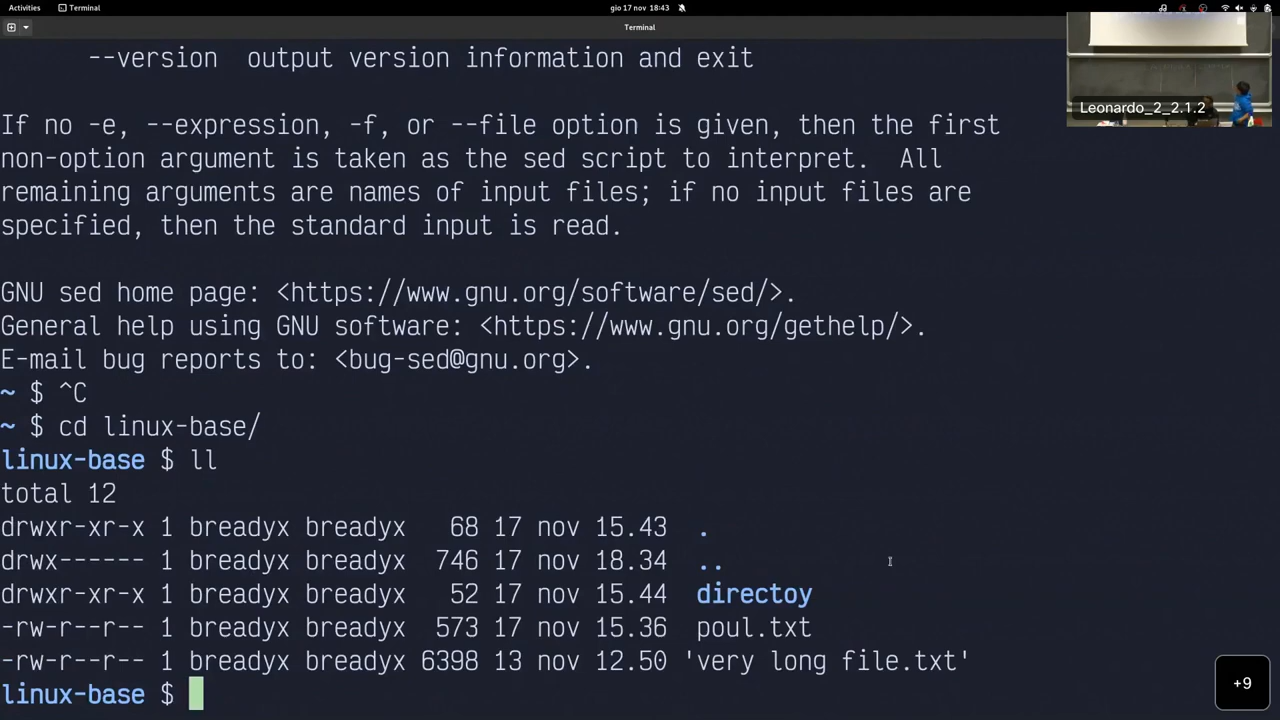 Activities
Terminal
gio 17 nov 18:43
Terminal
Leonardo_2_2.1.2
--version  output version information and exit
If no -e, --expression, -f, or --file option is given, then the first
non-option argument is taken as the sed script to interpret.  All
remaining arguments are names of input files; if no input files are
specified, then the standard input is read.
GNU sed home page: <https://www.gnu.org/software/sed/>.
General help using GNU software: <https://www.gnu.org/gethelp/>.
E-mail bug reports to: <bug-sed@gnu.org>.
~ $ ^C
~ $ cd linux-base/
linux-base $ ll
total 12
drwxr-xr-x 1 breadyx breadyx   68 17 nov 15.43  .
drwx------ 1 breadyx breadyx  746 17 nov 18.34  ..
drwxr-xr-x 1 breadyx breadyx   52 17 nov 15.44  directoy
-rw-r--r-- 1 breadyx breadyx  573 17 nov 15.36  poul.txt
-rw-r--r-- 1 breadyx breadyx 6398 13 nov 12.50 'very long file.txt'
linux-base $
+9